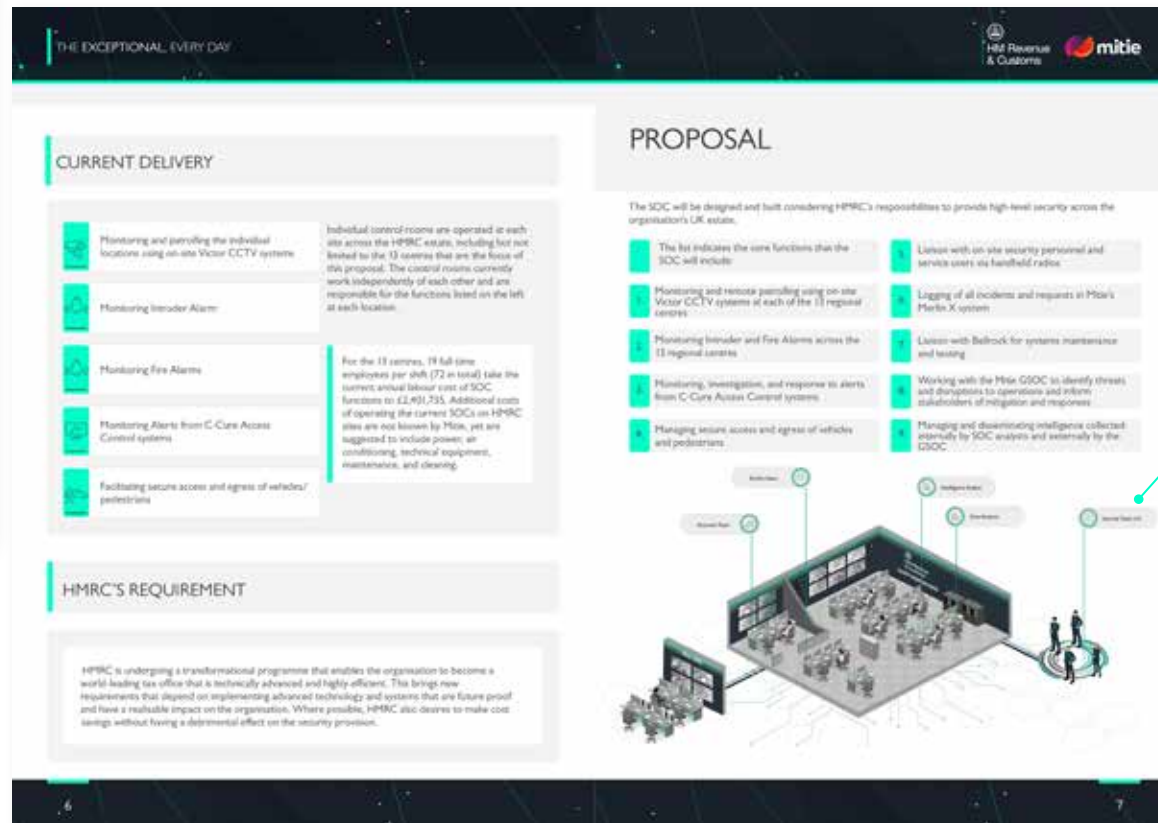 THE EXCEPTIONAL, EVERY DAY
HM Revenue
& Customs
mitie
CURRENT DELIVERY
Monitoring and patrolling the individual
locations using on-site Victor CCTV systems
Monitoring Intruder Alarm
Monitoring Fire Alarms
Monitoring Alerts from C-Cure Access
Control systems
Facilitating secure access and egress of vehicles/
pedestrians
Individual control rooms are operated at each
site across the HMRC estate, including but not
limited to the 13 centres that are the focus of
this proposal. The control rooms currently
work independently of each other and are
responsible for the functions listed on the left
at each location.
For the 13 centres, 19 full-time
employees per shift (72 in total) take the
current annual labour cost of SOC
functions to £2,401,735. Additional costs
of operating the current SOCs on HMRC
sites are not known by Mitie, yet are
suggested to include power, air
conditioning, technical equipment,
maintenance, and cleaning.
HMRC'S REQUIREMENT
HMRC is undergoing a transformational programme that enables the organisation to become a
world-leading tax office that is technically advanced and highly efficient. This brings new
requirements that depend on implementing advanced technology and systems that are future proof
and have a realisable impact on the organisation. Where possible, HMRC also desires to make cost
savings without having a detrimental effect on the security provision.
6
PROPOSAL
The SOC will be designed and built considering HMRC's responsibilities to provide high-level security across the
organisation's UK estate.
This list indicates the core functions that the
SOC will include:
1. Monitoring and remote patrolling using on-site
Victor CCTV systems at each of the 13 regional
centres
2. Monitoring Intruder and Fire Alarms across the
13 regional centres
3. Monitoring, investigation, and response to alerts
from C-Cure Access Control systems
4. Managing secure access and egress of vehicles
and pedestrians
5. Liaison with on site security personnel and
service users via handheld radios
6. Logging of all incidents and requests in Mitie's
Merlin X system
7. Liaison with Bellrock for systems maintenance
and testing
8. Working with the Mitie GSOC to identify threats
and disruptions to operations and inform
stakeholders of mitigation and responses
9. Managing and disseminating intelligence collected
internally by SOC analysts and externally by the
GSOC
7